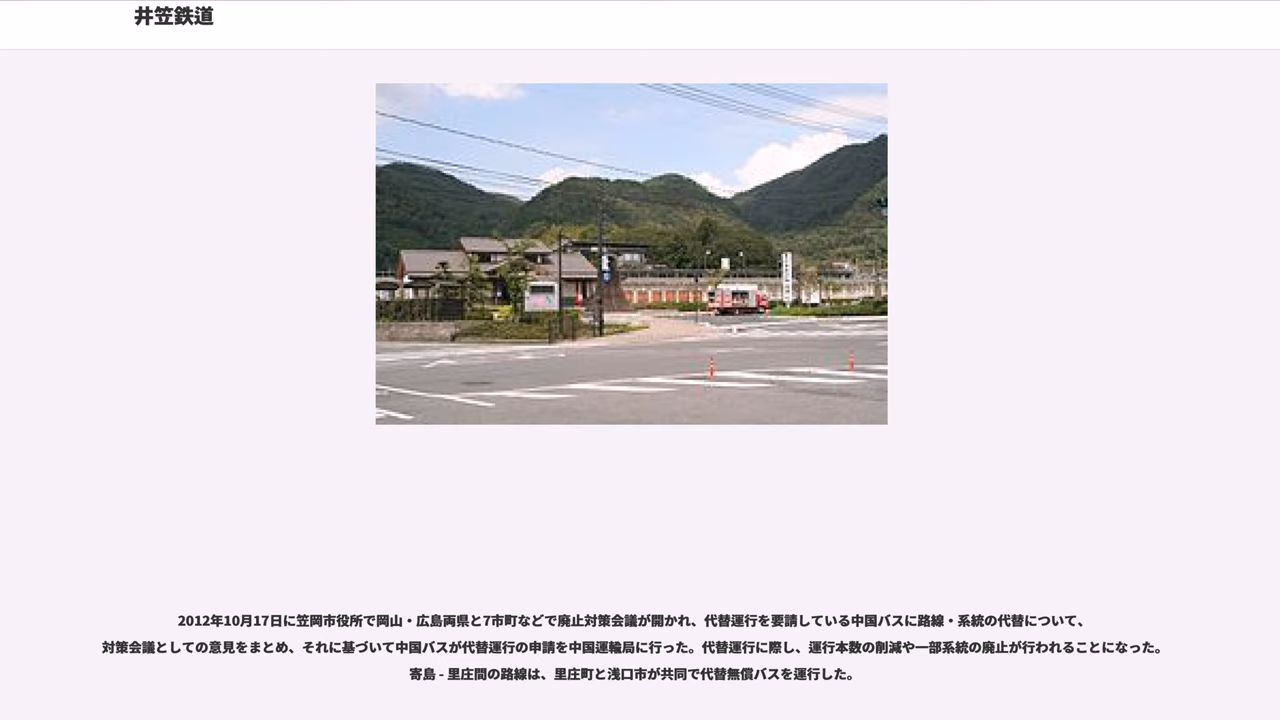 井笠鉄道
2012年10月17日に笠岡市役所で岡山・広島両県と7市町などで廃止対策会議が開かれ、代替運行を要請している中国バスに路線・系統の代替について、
対策会議としての意見をまとめ、それに基づいて中国バスが代替運行の申請を中国運輸局に行った。代替運行に際し、運行本数の削減や一部系統の廃止が行われることになった。
寄島 - 里庄間の路線は、里庄町と浅口市が共同で代替無償バスを運行した。